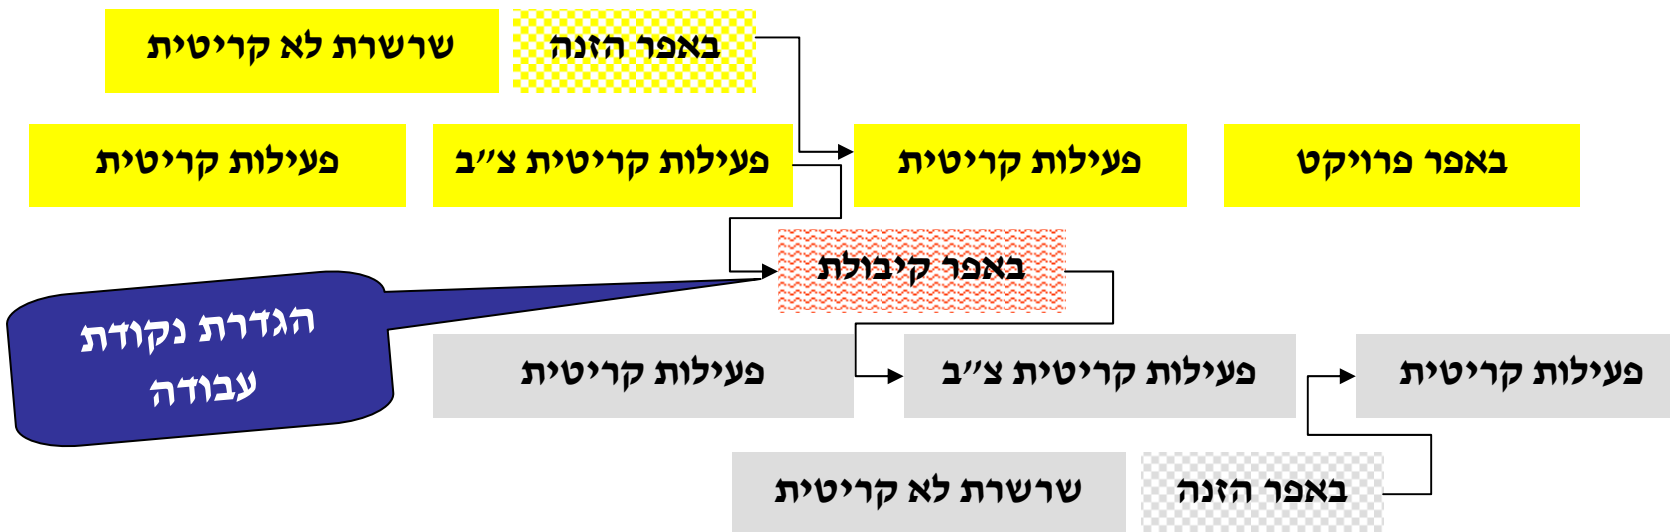 שרשרת לא קריטית
באפר הזנה
פעילות קריטית
פעילות קריטית צ״ב
פעילות קריטית
באפר פרויקט
באפר קיבולת
הגדרת נקודת
עבודה
פעילות קריטית
פעילות קריטית צ״ב
פעילות קריטית
שרשרת לא קריטית
באפר הזנה